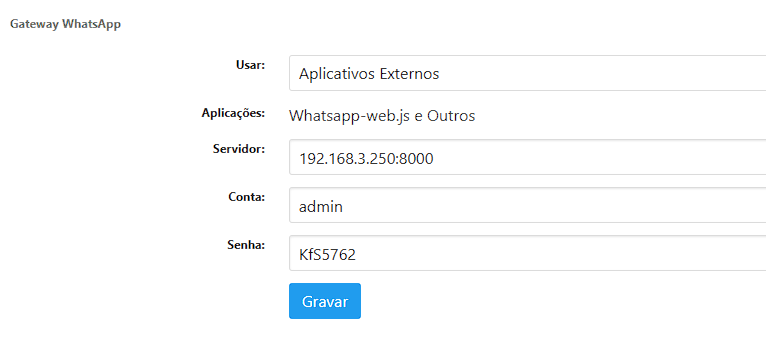 Gateway WhatsApp
Usar: Aplicativos Externos
Aplicações: Whatsapp-web.js e Outros
Servidor: 192.168.3.250:8000
Conta: admin
Senha: KfS5762
Gravar